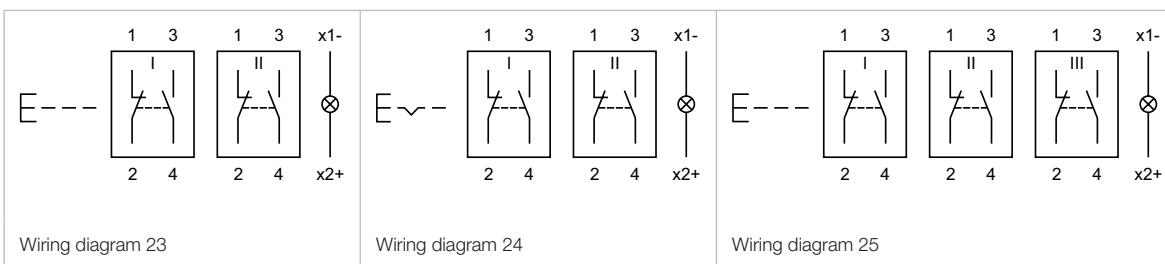 1 3 1 3 x1-
I II
2 4 2 4 x2+
Wiring diagram 23
1 3 1 3 x1-
I II
2 4 2 4 x2+
Wiring diagram 24
1 3 1 3 1 3 x1-
I II III
2 4 2 4 2 4 x2+
Wiring diagram 25